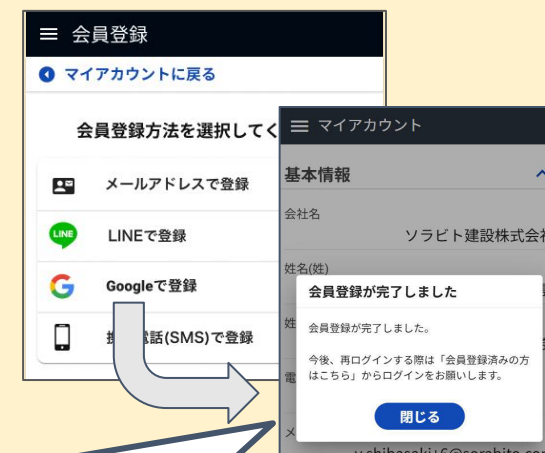 会員登録
マイアカウントに戻る
会員登録方法を選択してく
メールアドレスで登録
LINE
LINEで登録
Googleで登録
電話(SMS)で登録
マイアカウント
基本情報
会社名
ソラビト建設株式会社
姓名(姓)
姓
電
メ
会員登録が完了しました
会員登録が完了しました。
今後、再ログインする際は「会員登録済みの方
はこちら」からログインをお願いします。
閉じる